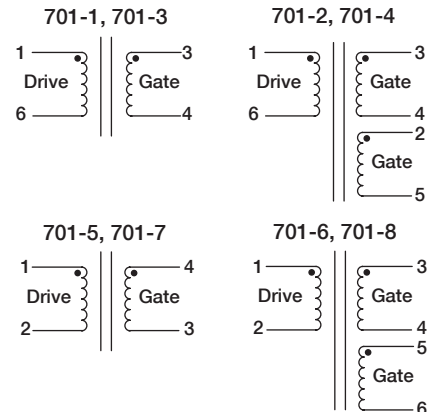 701-1, 701-3
1 3
Drive Gate
6 4
701-2, 701-4
1 3
Drive Gate
6 4
2
Gate
5
701-5, 701-7
1 4
Drive Gate
2 3
701-6, 701-8
1 3
Drive Gate
2 4
5
Gate
6